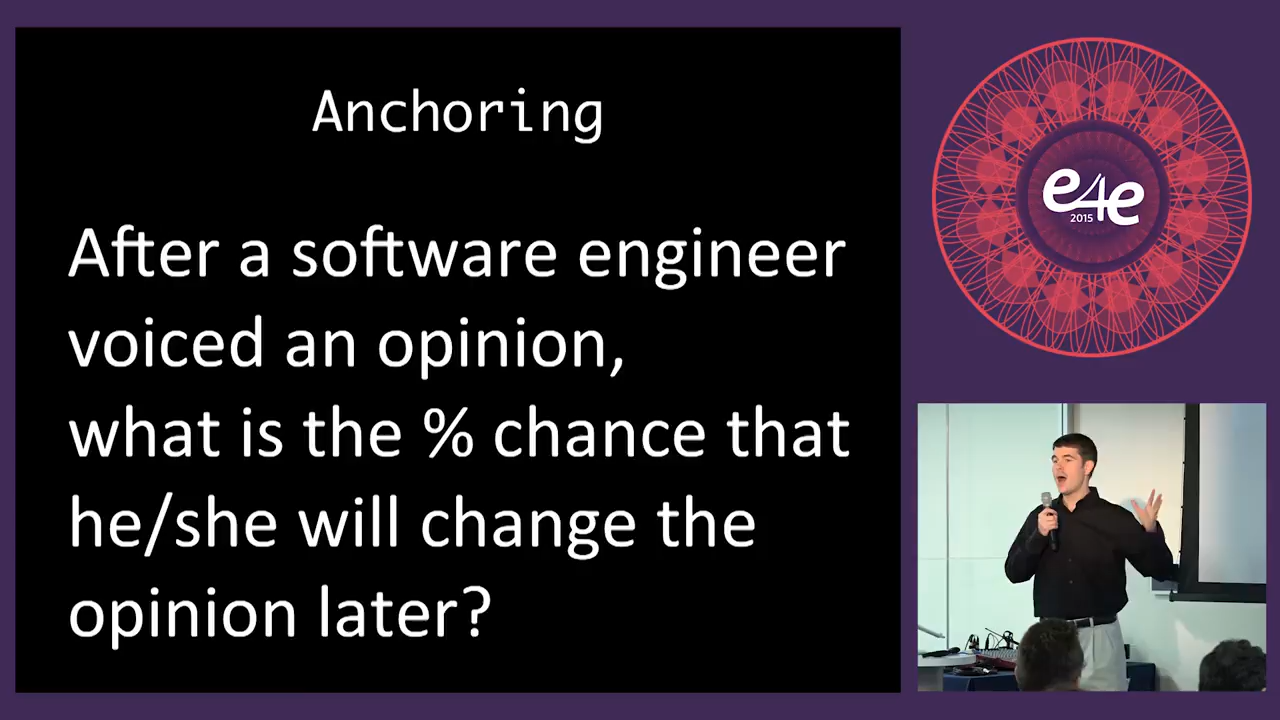 Anchoring
After a software engineer
voiced an opinion,
what is the % chance that
he/she will change the
opinion later?
e4e
2015